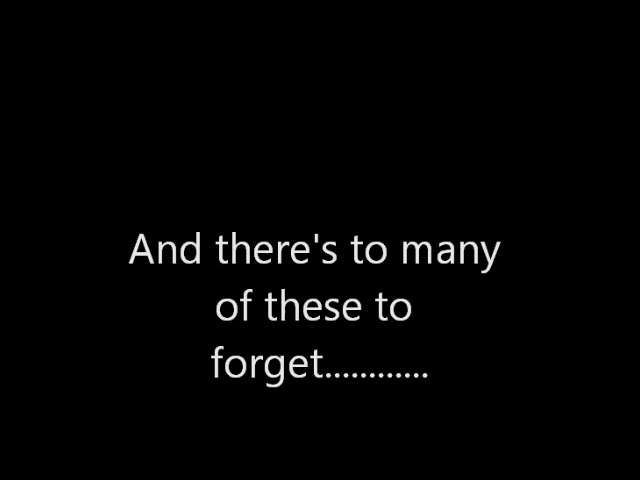 And there's to many
of these to
forget............